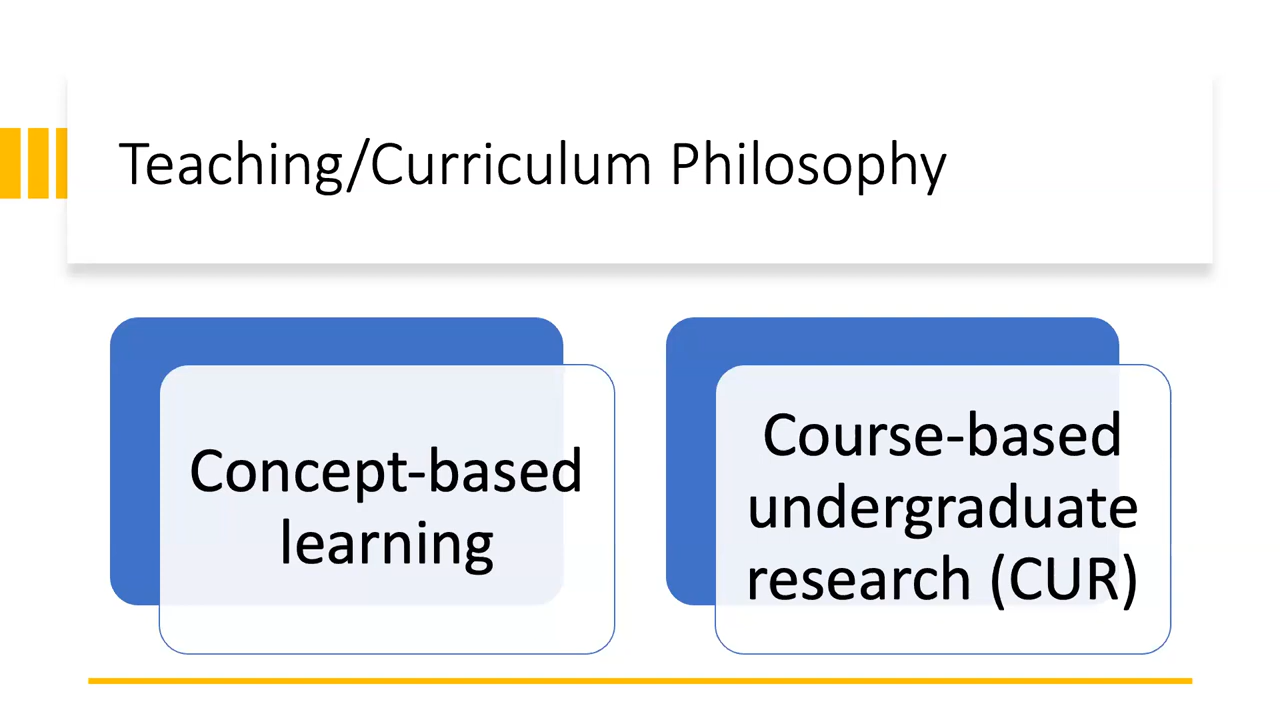 Teaching/Curriculum Philosophy
Concept-based
learning
Course-based
undergraduate
research (CUR)